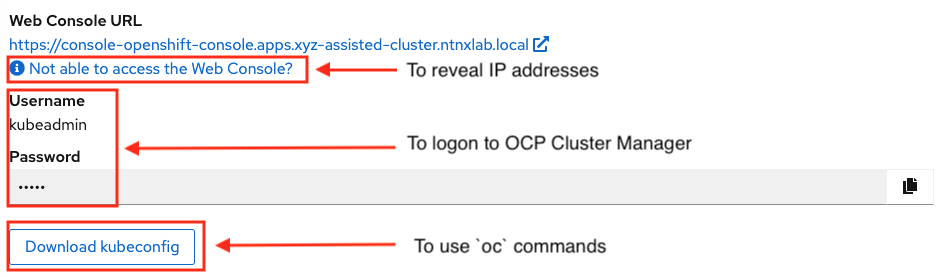 Web Console URL
https://console-openshift-console.apps.xyz-assisted-cluster.ntnxlab.local
Not able to access the Web Console?
To reveal IP addresses
Username
kubeadmin
To logon to OCP Cluster Manager
Password
•••••
Download kubeconfig
To use `oc` commands